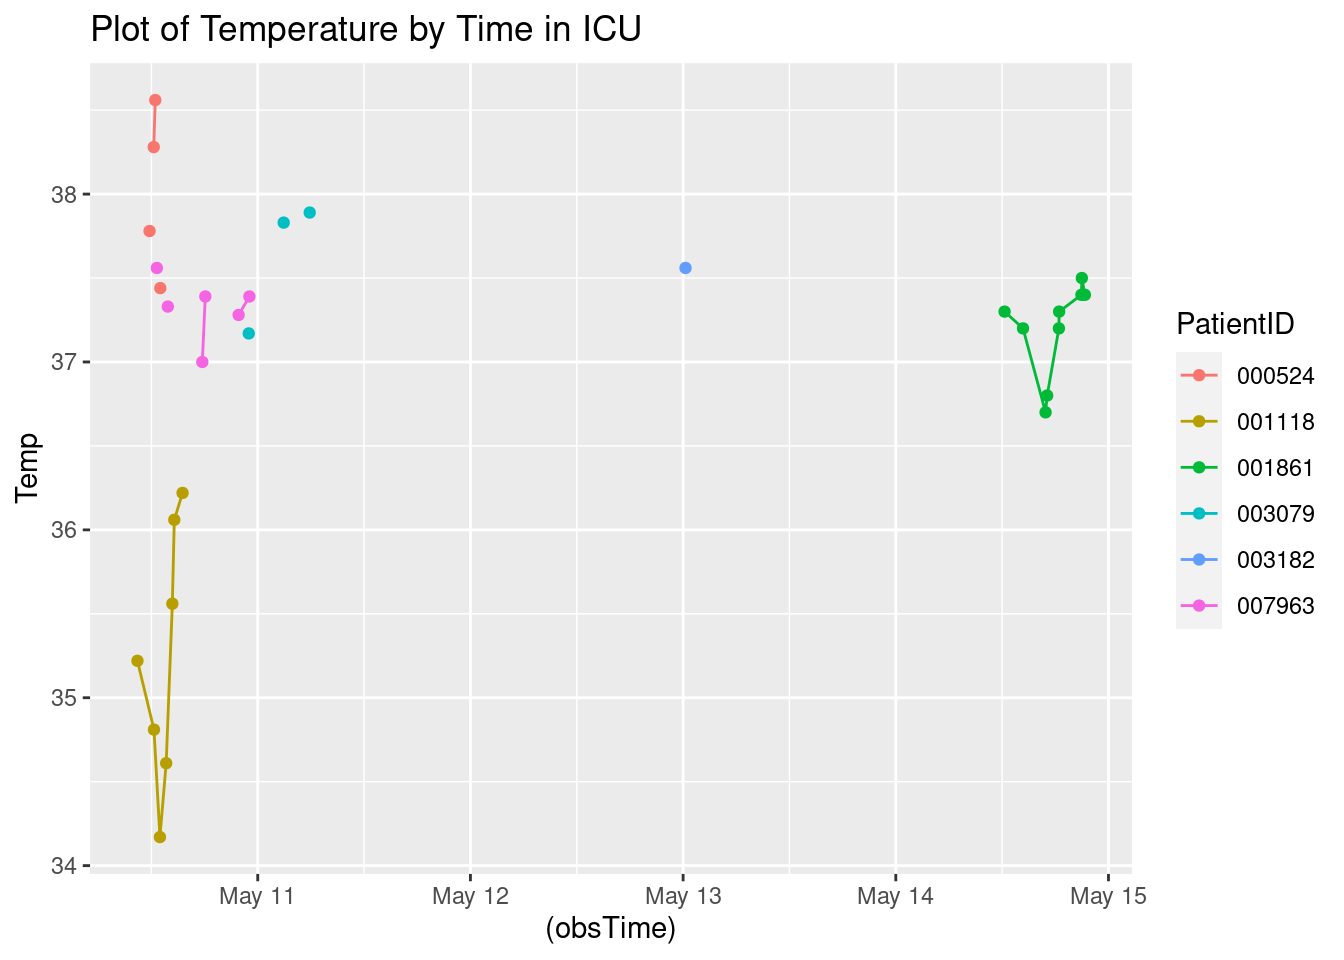 Plot of Temperature by Time in ICU
38
37
36
35
34
Temp
May 11
May 12
May 13
May 14
May 15
(obsTime)
PatientID
000524
001118
001861
003079
003182
007963